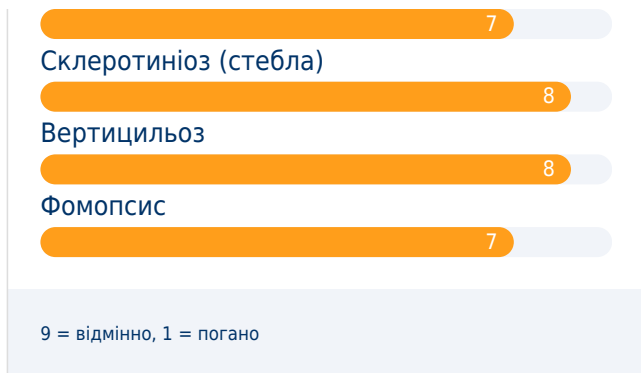 7
Склеротиніоз (стебла)
8
Вертицильоз
8
Фомопсис
7
9 = відмінно, 1 = погано